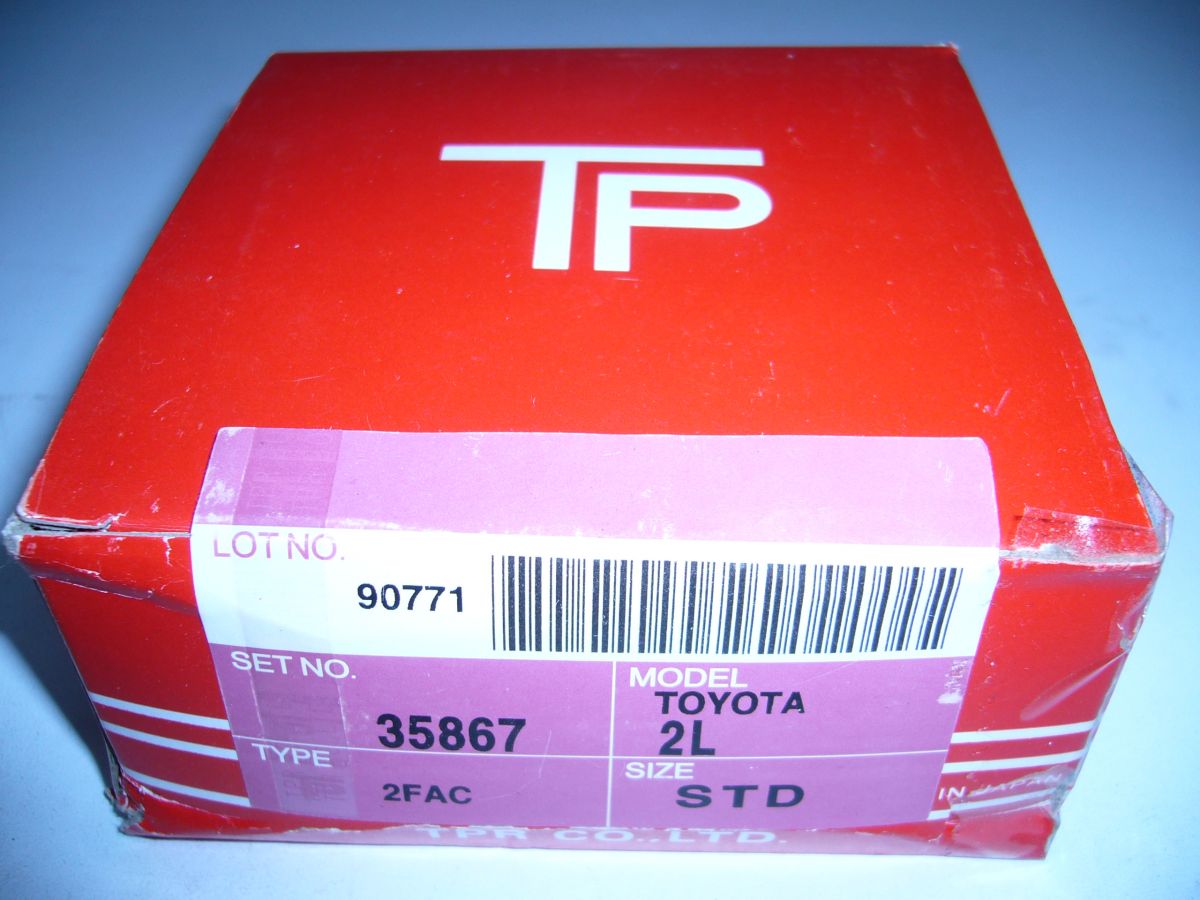 TP
LOT NO.
90771
SET NO.
35867
MODEL
TOYOTA
2L
TYPE
2FAC
SIZE
STD
IN JAPAN
TPR CO.,LTD.